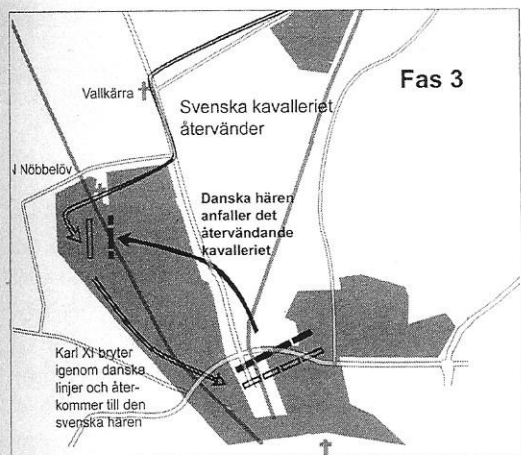 Fas 3
Vallkärra
Svenska kavalleriet
återvänder
N Nöbbelöv
Danska hären
anfaller det
återvändande
kavalleriet
Karl XI bryter
igenom danska
linjer och åter-
kommer till den
svenska hären